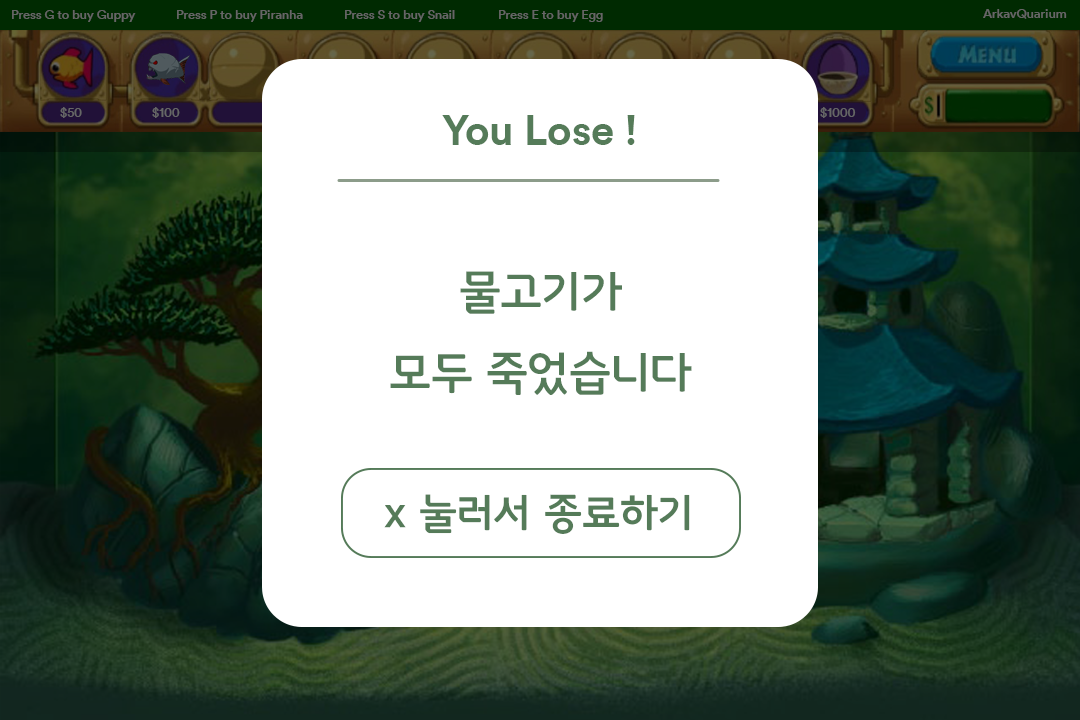 Press G to buy Guppy Press P to buy Piranha Press S to buy Snail Press E to buy Egg ArkavQuarium
MENU
$50 $100 $1000 $
You Lose !
물고기가
모두 죽었습니다
x 눌러서 종료하기